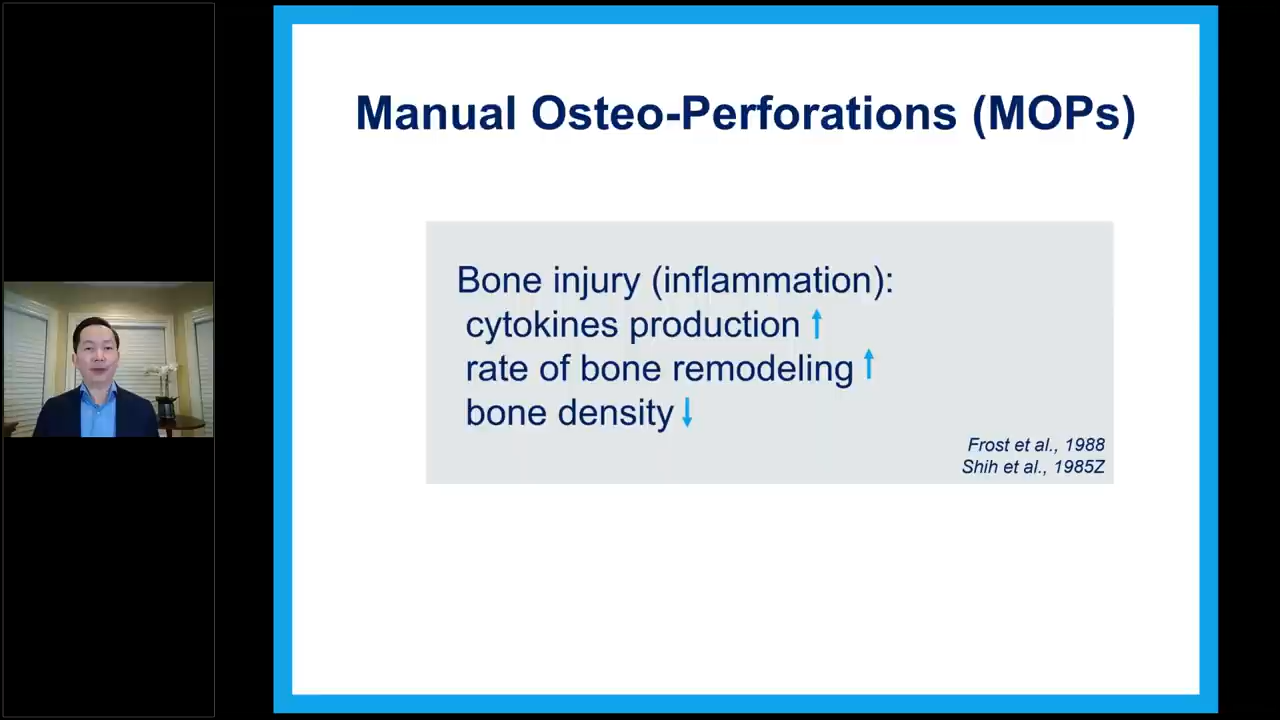 Manual Osteo-Perforations (MOPs)
Bone injury (inflammation):
cytokines production ↑
rate of bone remodeling ↑
bone density ↓
Frost et al., 1988
Shih et al., 1985Z